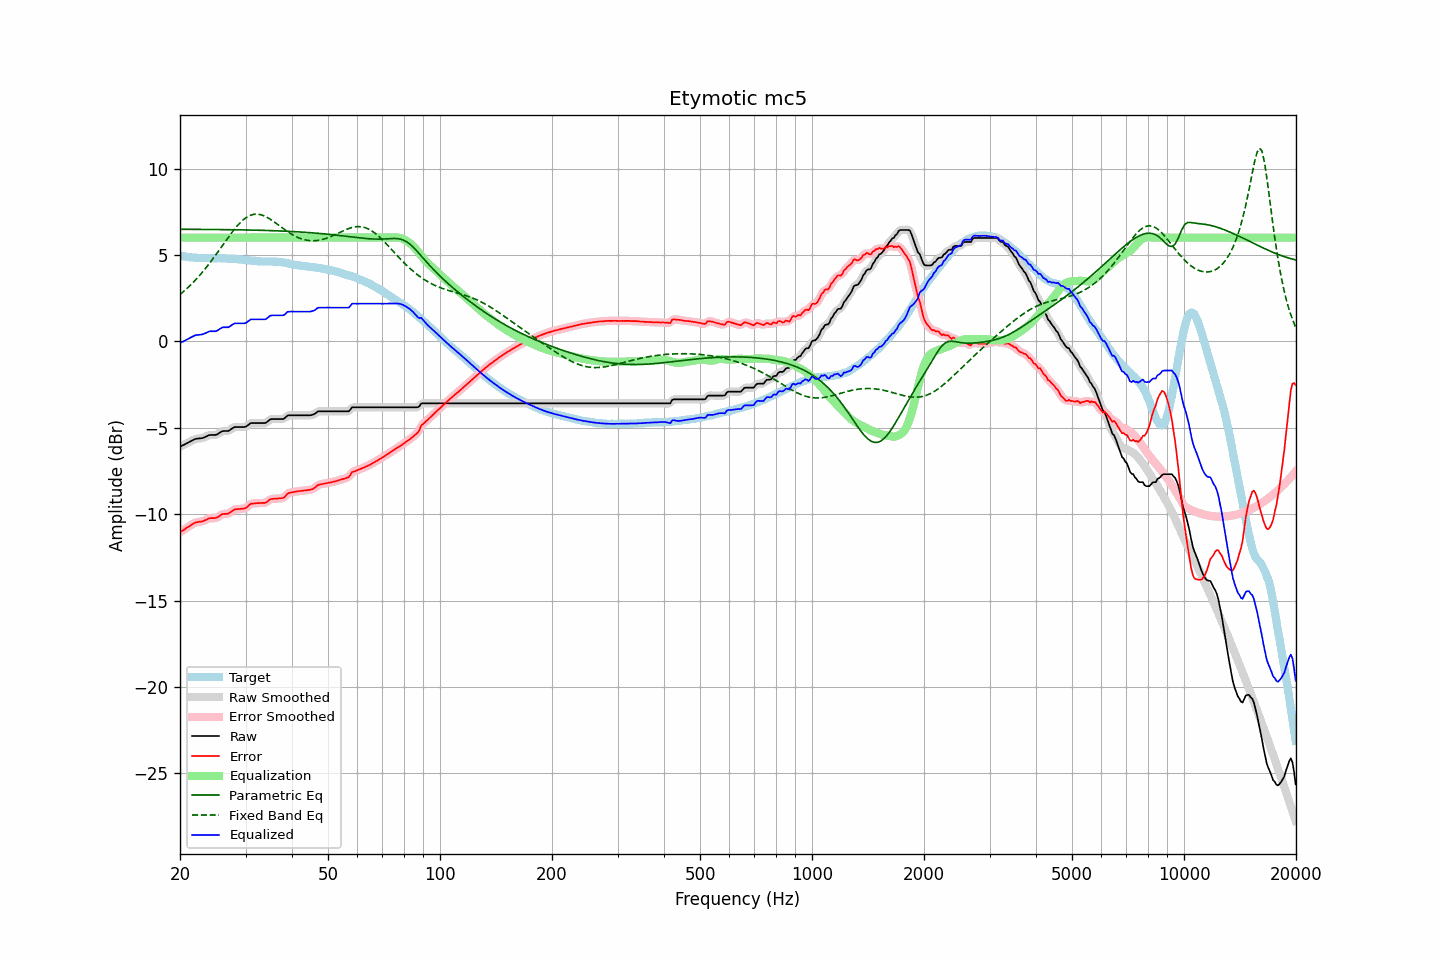 Etymotic mc5
10
5
0
−5
−10
−15
−20
−25
Amplitude (dBr)
Target
Raw Smoothed
Error Smoothed
Raw
Error
Equalization
Parametric Eq
Fixed Band Eq
Equalized
20
50
100
200
500
1000
2000
5000
10000
20000
Frequency (Hz)